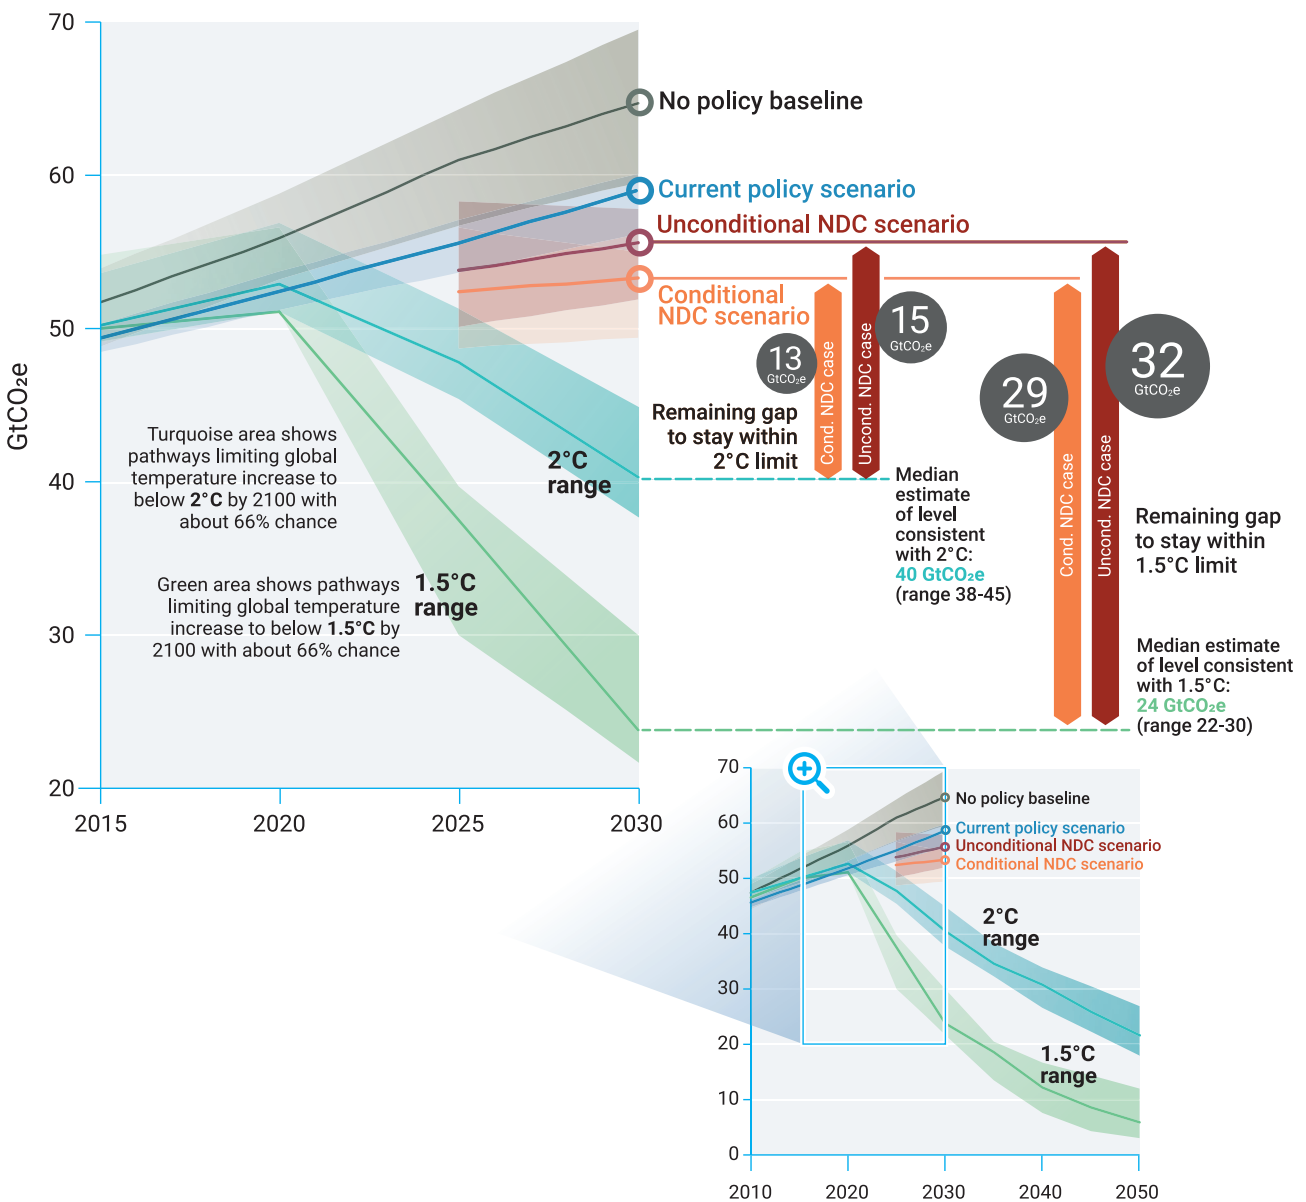 70
60
50
40
30
20
GtCO₂e
2015
2020
2025
2030
No policy baseline
Current policy scenario
Unconditional NDC scenario
Conditional
NDC scenario
Turquoise area shows
pathways limiting global
temperature increase to
below 2°C by 2100 with
about 66% chance
Green area shows pathways
limiting global temperature
increase to below 1.5°C by
2100 with about 66% chance
2°C
range
1.5°C
range
13
GtCO₂e
15
GtCO₂e
Cond. NDC case
Uncond. NDC case
Remaining gap
to stay within
2°C limit
Median
estimate
of level
consistent
with 2°C:
40 GtCO₂e
(range 38-45)
29
GtCO₂e
32
GtCO₂e
Cond. NDC case
Uncond. NDC case
Remaining gap
to stay within
1.5°C limit
Median estimate
of level consistent
with 1.5°C:
24 GtCO₂e
(range 22-30)
70
60
50
40
30
20
10
0
No policy baseline
Current policy scenario
Unconditional NDC scenario
Conditional NDC scenario
2°C
range
1.5°C
range
2010
2020
2030
2040
2050